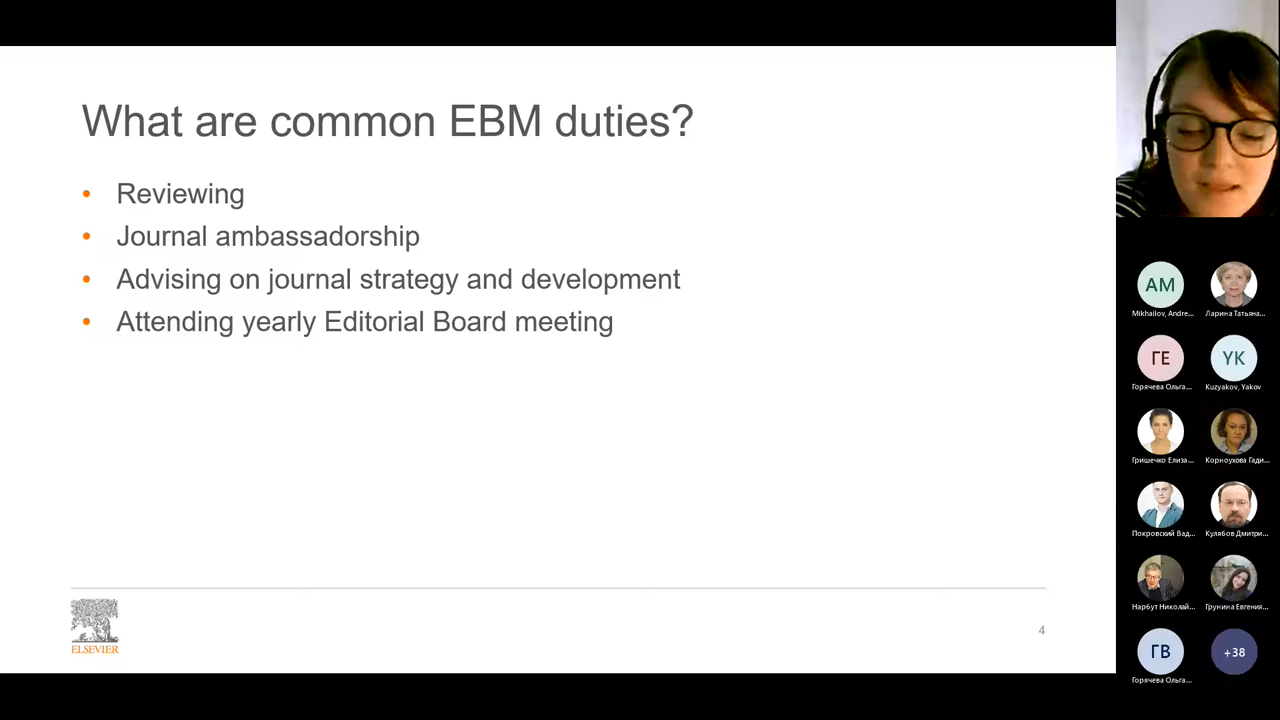 What are common EBM duties?
• Reviewing
• Journal ambassadorship
• Advising on journal strategy and development
• Attending yearly Editorial Board meeting
ELSEVIER
4
AM
Mikhailov, Andre...
Ларина Татьяна...
ГЕ
Горячева Ольга...
YK
Kuzyakov, Yakov
Гришечко Елиза...
Корноухова Гади...
Покровский Вад...
Кулябов Дмитри...
Нарбут Николай...
Грунина Евгения...
ГВ
Горячева Ольга...
+38